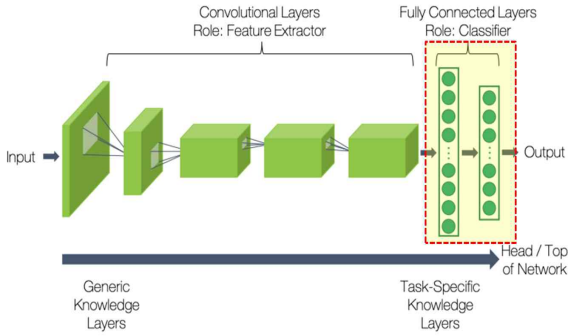 Convolutional Layers
Role: Feature Extractor
Fully Connected Layers
Role: Classifier
Input
Output
Head / Top
of Network
Generic
Knowledge
Layers
Task-Specific
Knowledge
Layers